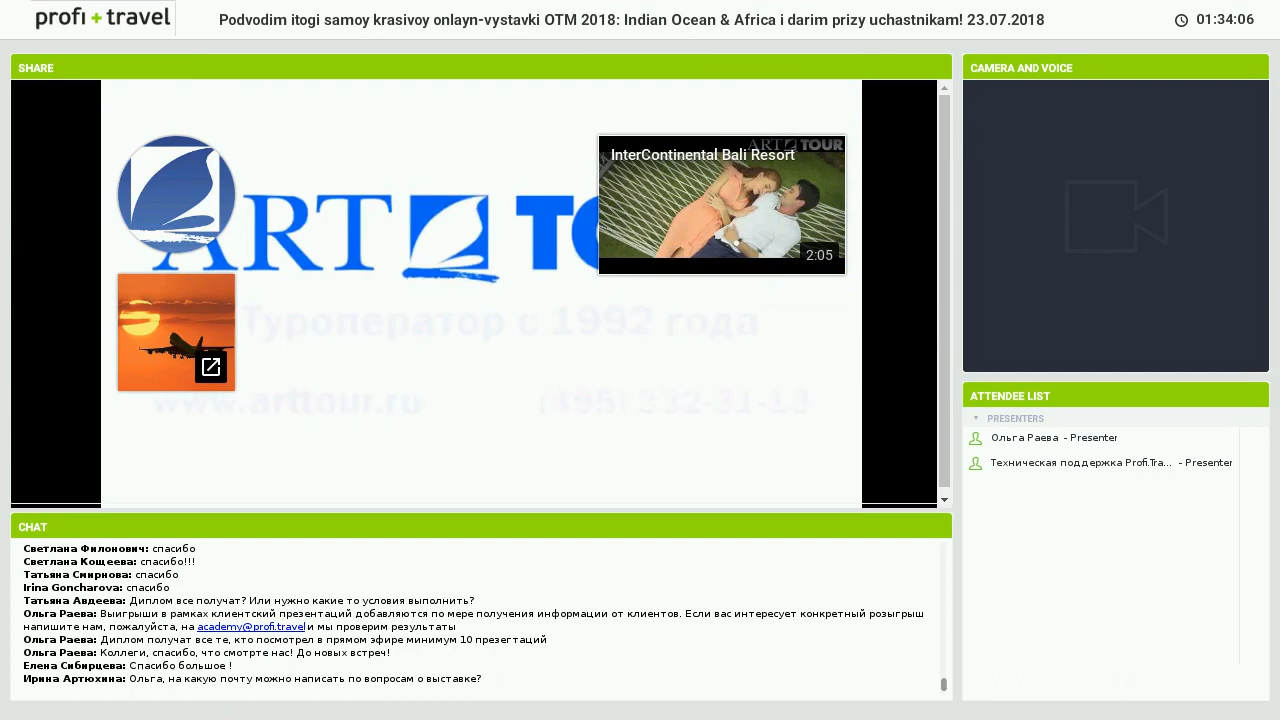 profi + travel
Podvodim itogi samoy krasivoy onlayn-vystavki OTM 2018: Indian Ocean & Africa i darim prizy uchastnikam! 23.07.2018
01:34:06
SHARE
ART TOUR
InterContinental Bali Resort
2:05
ART TO
Туроператор с 1992 года
www.arttour.ru (495) 232-31-13
CHAT
Светлана Филонович: спасибо
Светлана Кощеева: спасибо!!!
Татьяна Смирнова: спасибо
Irina Goncharova: спасибо
Татьяна Авдеева: Диплом все получат? Или нужно какие то условия выполнить?
Ольга Раева: Выигрыши в рамках клиентский презентаций добавляются по мере получения информации от клиентов. Если вас интересует конкретный розыгрыш
напишите нам, пожалуйста, на academy@profi.travel и мы проверим результаты
Ольга Раева: Диплом получат все те, кто посмотрел в прямом эфире минимум 10 презегтаций
Ольга Раева: Коллеги, спасибо, что смотрте нас! До новых встреч!
Елена Сибирцева: Спасибо большое !
Ирина Артюхина: Ольга, на какую почту можно написать по вопросам о выставке?
CAMERA AND VOICE
ATTENDEE LIST
PRESENTERS
Ольга Раева - Presenter
Техническая поддержка Profi.Tra... - Presenter